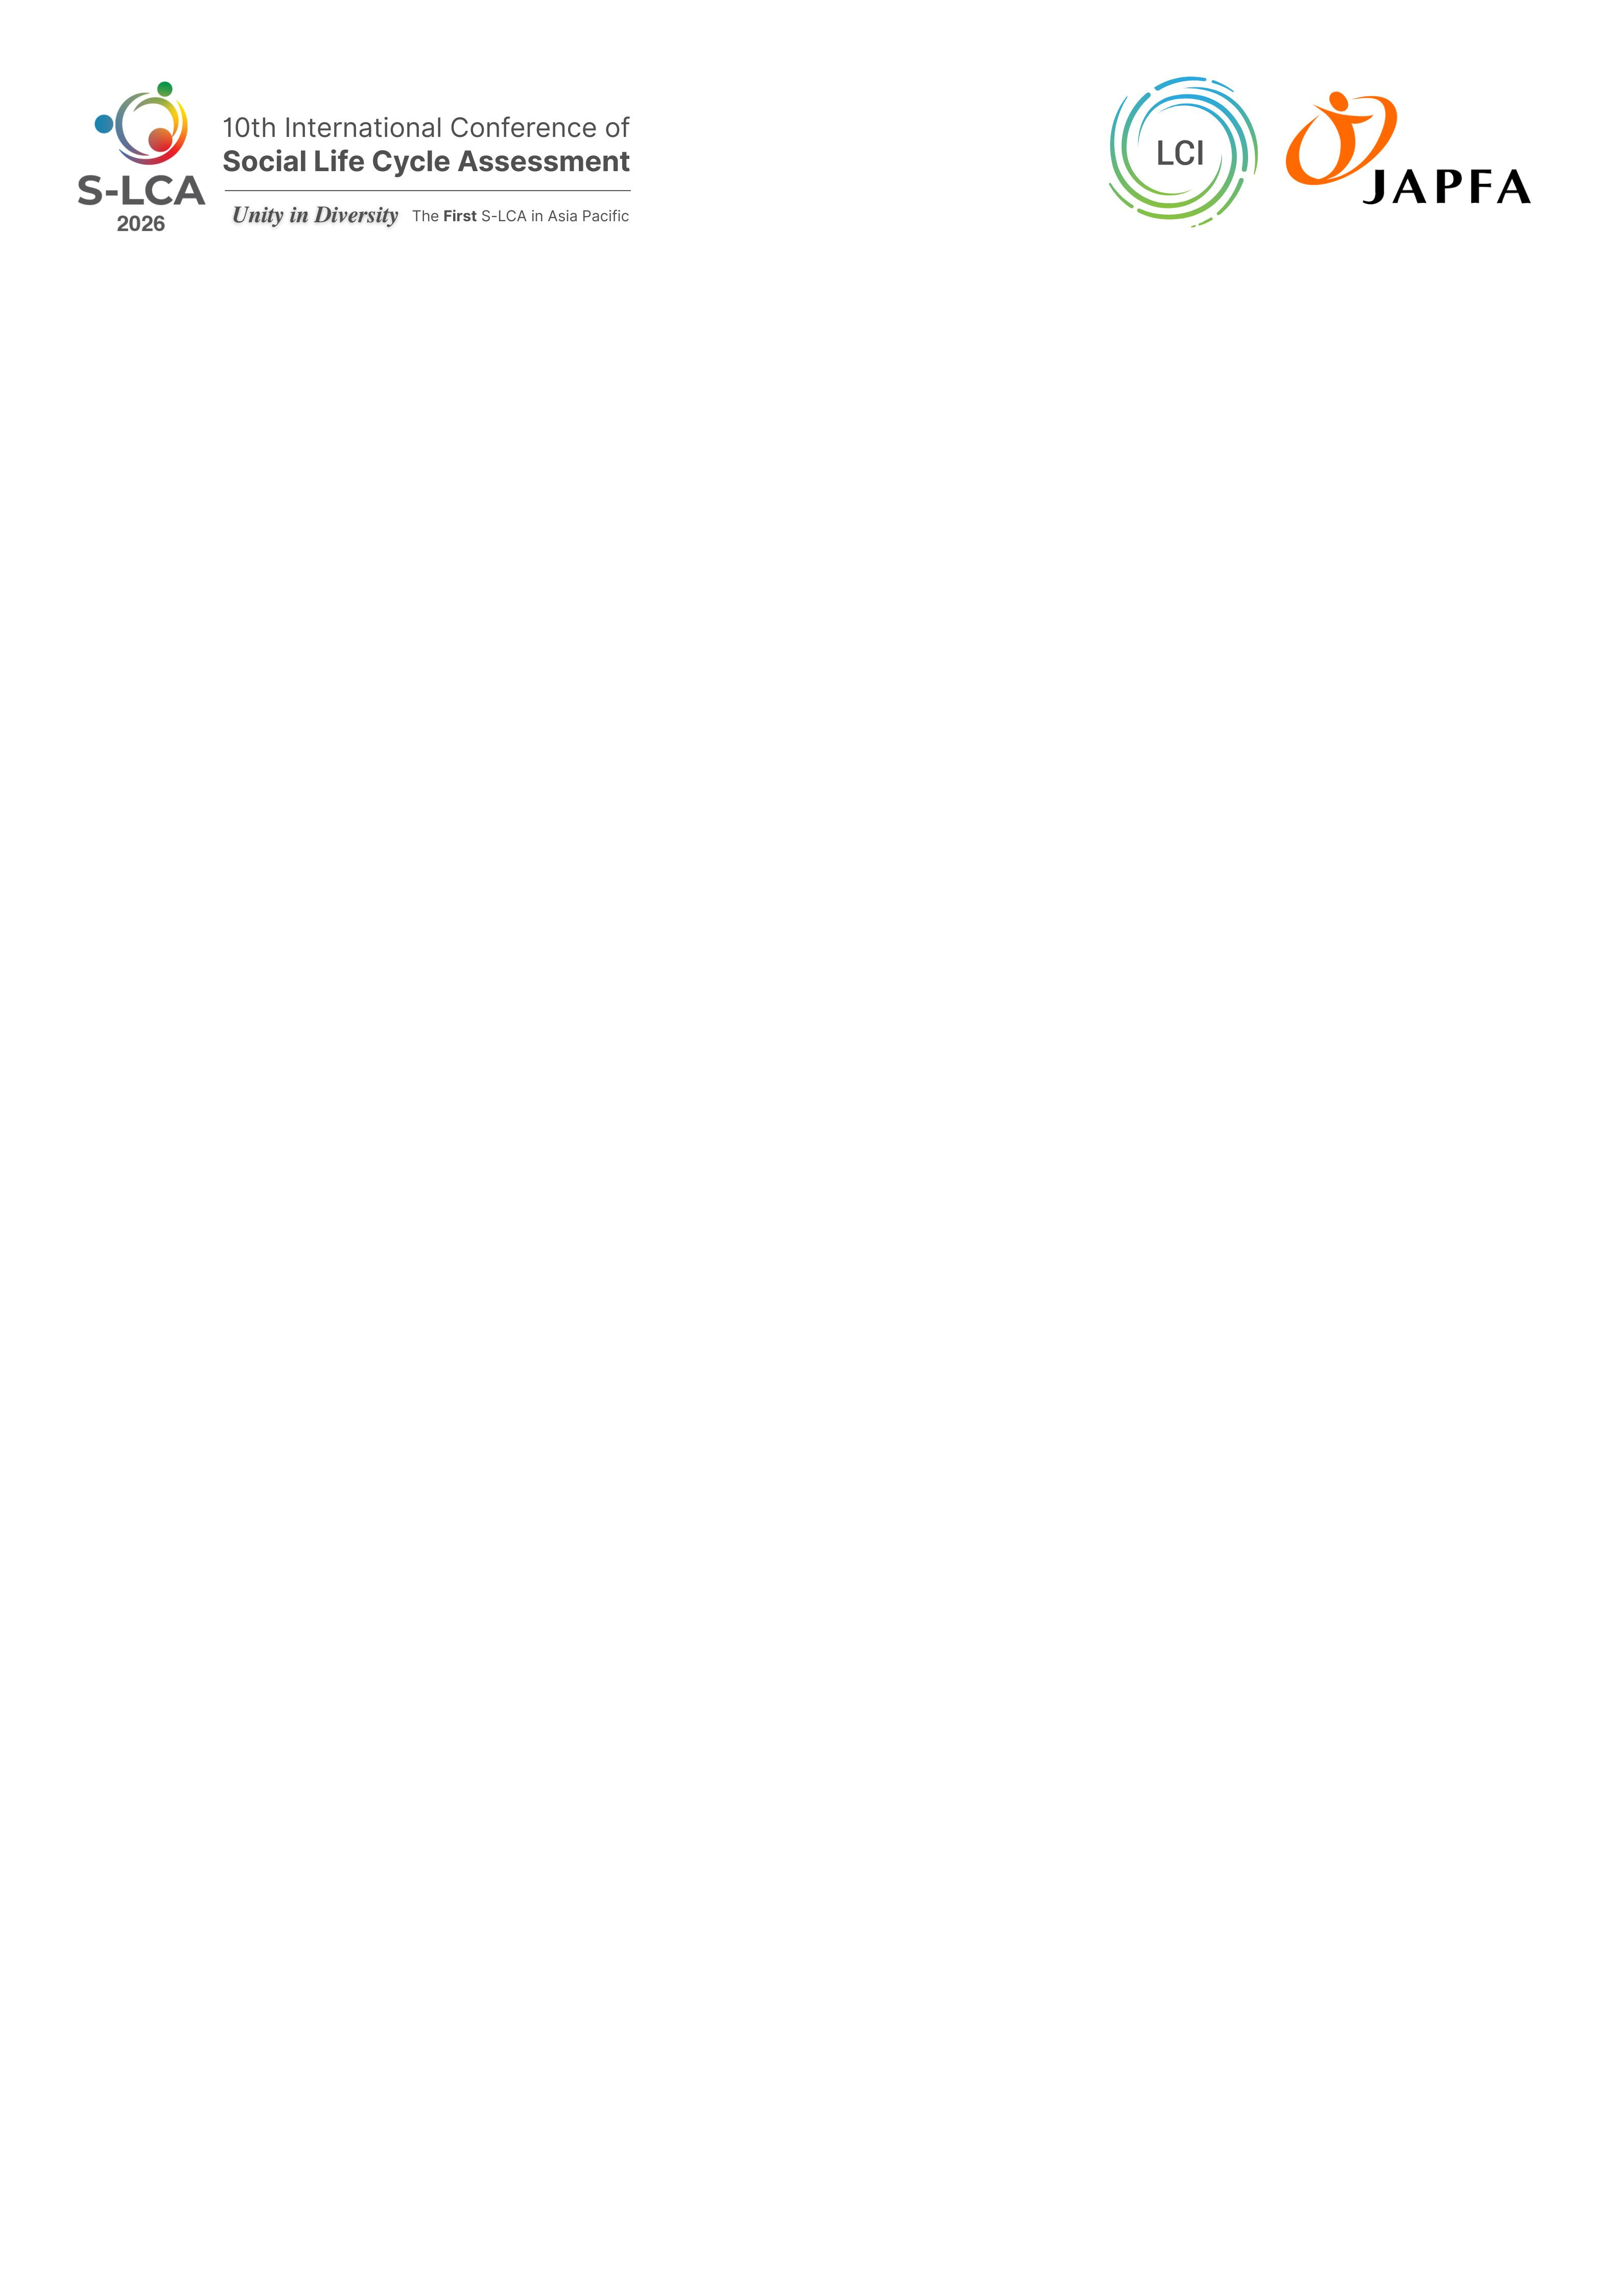 10th International Conference of
Social Life Cycle Assessment
S-LCA
2026
Unity in Diversity The First S-LCA in Asia Pacific
LCI
JAPFA